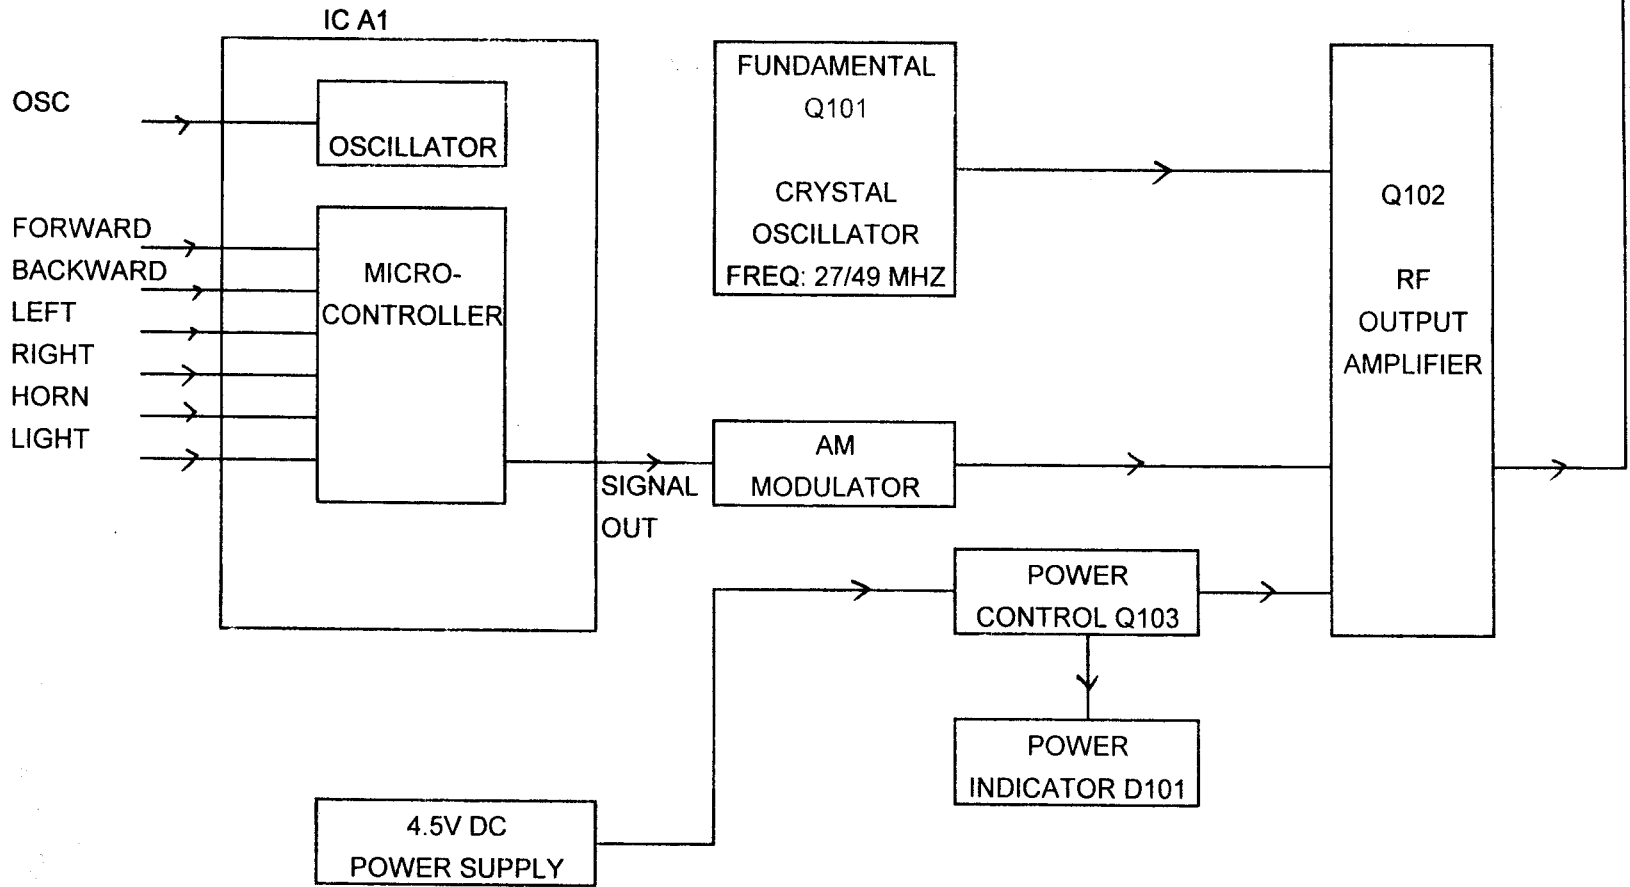 IC A1
OSC
OSCILLATOR
FORWARD
BACKWARD
LEFT
RIGHT
HORN
LIGHT
MICRO-
CONTROLLER
SIGNAL
OUT
FUNDAMENTAL
Q101
CRYSTAL
OSCILLATOR
FREQ: 27/49 MHZ
AM
MODULATOR
Q102
RF
OUTPUT
AMPLIFIER
POWER
CONTROL Q103
POWER
INDICATOR D101
4.5V DC
POWER SUPPLY